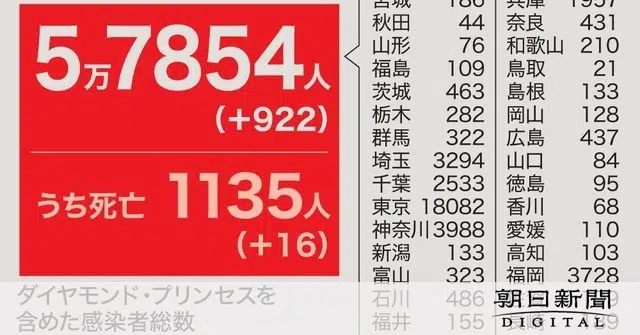 5万7854人
(+922)
うち死亡 1135人
(+16)
ダイヤモンド・プリンセスを
含めた感染者総数
宮城 186
秋田 44
山形 76
福島 109
茨城 463
栃木 282
群馬 322
埼玉 3294
千葉 2533
東京 18082
神奈川 3988
新潟 133
富山 323
石川 486
福井 155
兵庫 1957
奈良 431
和歌山 210
鳥取 21
島根 133
岡山 128
広島 437
山口 84
徳島 95
香川 68
愛媛 110
高知 103
福岡 3728
朝日新聞
DIGITAL